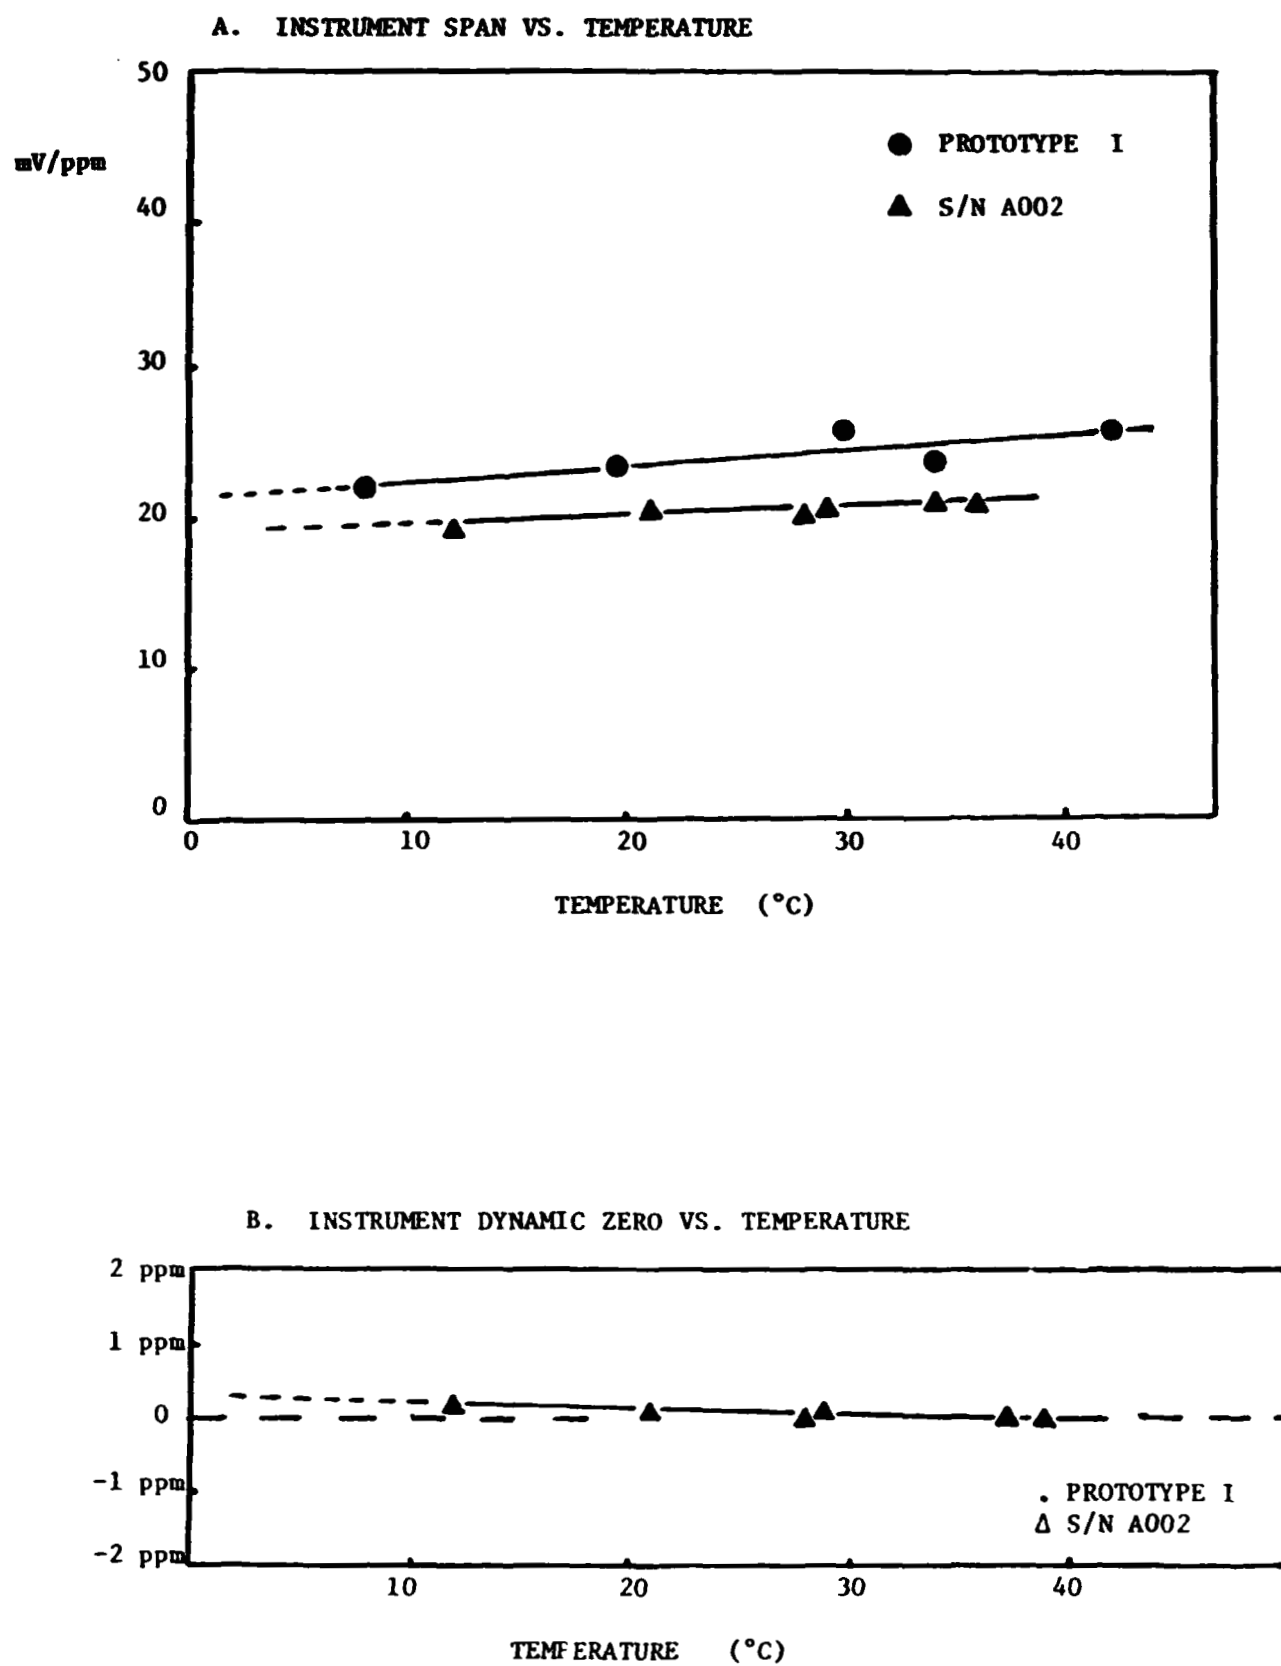 A. INSTRUMENT SPAN VS. TEMPERATURE
50
mV/ppm
● PROTOTYPE I
40
▲ S/N A002
30
20
10
0
0 10 20 30 40
TEMPERATURE (°C)
B. INSTRUMENT DYNAMIC ZERO VS. TEMPERATURE
2 ppm
1 ppm
0
-1 ppm
. PROTOTYPE I
Δ S/N A002
-2 ppm
10 20 30 40
TEMFERATURE (°C)